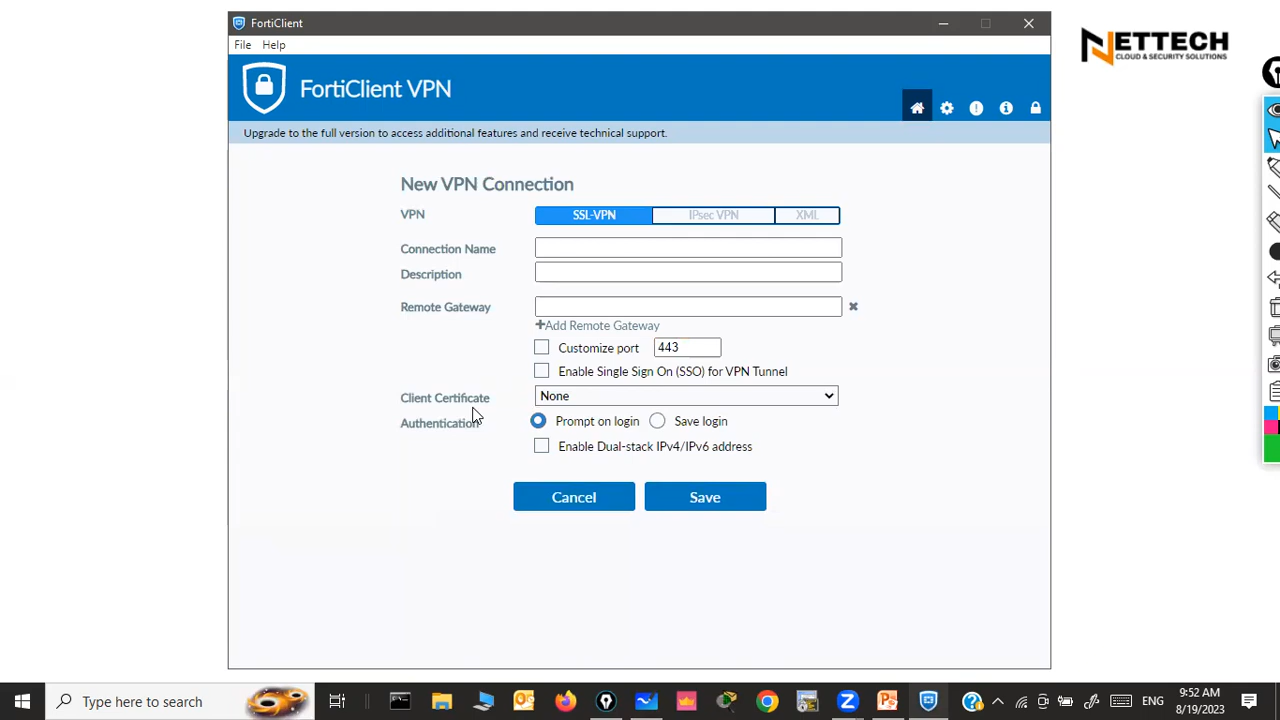 FortiClient
NETTECH
CLOUD & SECURITY SOLUTIONS
File Help
FortiClient VPN
Upgrade to the full version to access additional features and receive technical support.
New VPN Connection
VPN SSL-VPN IPsec VPN XML
Connection Name
Description
Remote Gateway
Add Remote Gateway
Customize port 443
Enable Single Sign On (SSO) for VPN Tunnel
Client Certificate None
Authentication Prompt on login Save login
Enable Dual-stack IPv4/IPv6 address
Cancel Save
Type here to search
ENG
9:52 AM
8/19/2023